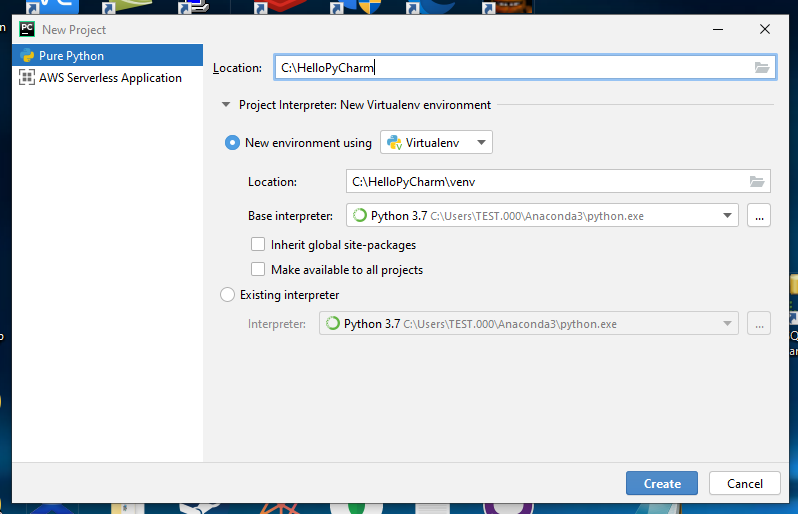 PC New Project
Pure Python
AWS Serverless Application
Location: C:\HelloPyCharm
Project Interpreter: New Virtualenv environment
New environment using Virtualenv
Location: C:\HelloPyCharm\venv
Base interpreter: Python 3.7 C:\Users\TEST.000\Anaconda3\python.exe ...
Inherit global site-packages
Make available to all projects
Existing interpreter
Interpreter: Python 3.7 C:\Users\TEST.000\Anaconda3\python.exe ...
Create Cancel